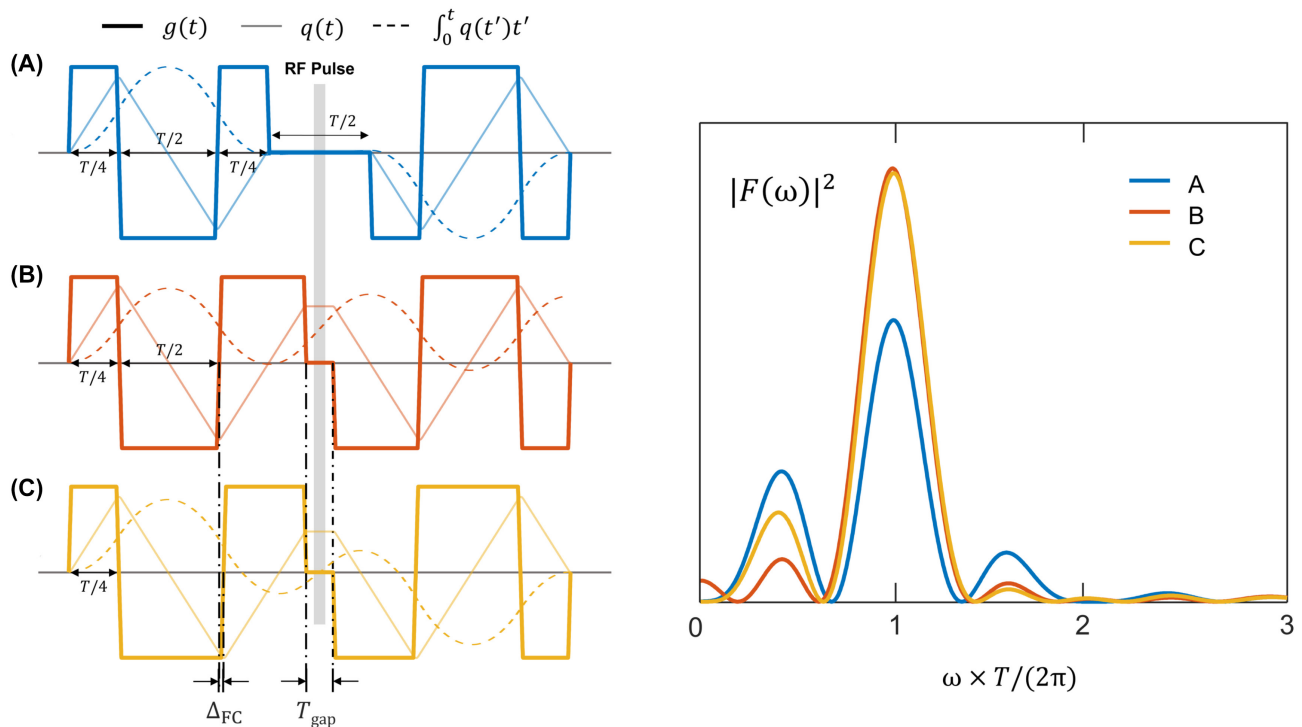 g(t) q(t) ∫₀ᵗ q(t′)t′
(A)
RF Pulse
T/2
T/2
T/4
T/4
(B)
T/2
T/4
(C)
T/4
Δ_FC
T_gap
|F(ω)|²
A
B
C
0 1 2 3
ω × T/(2π)